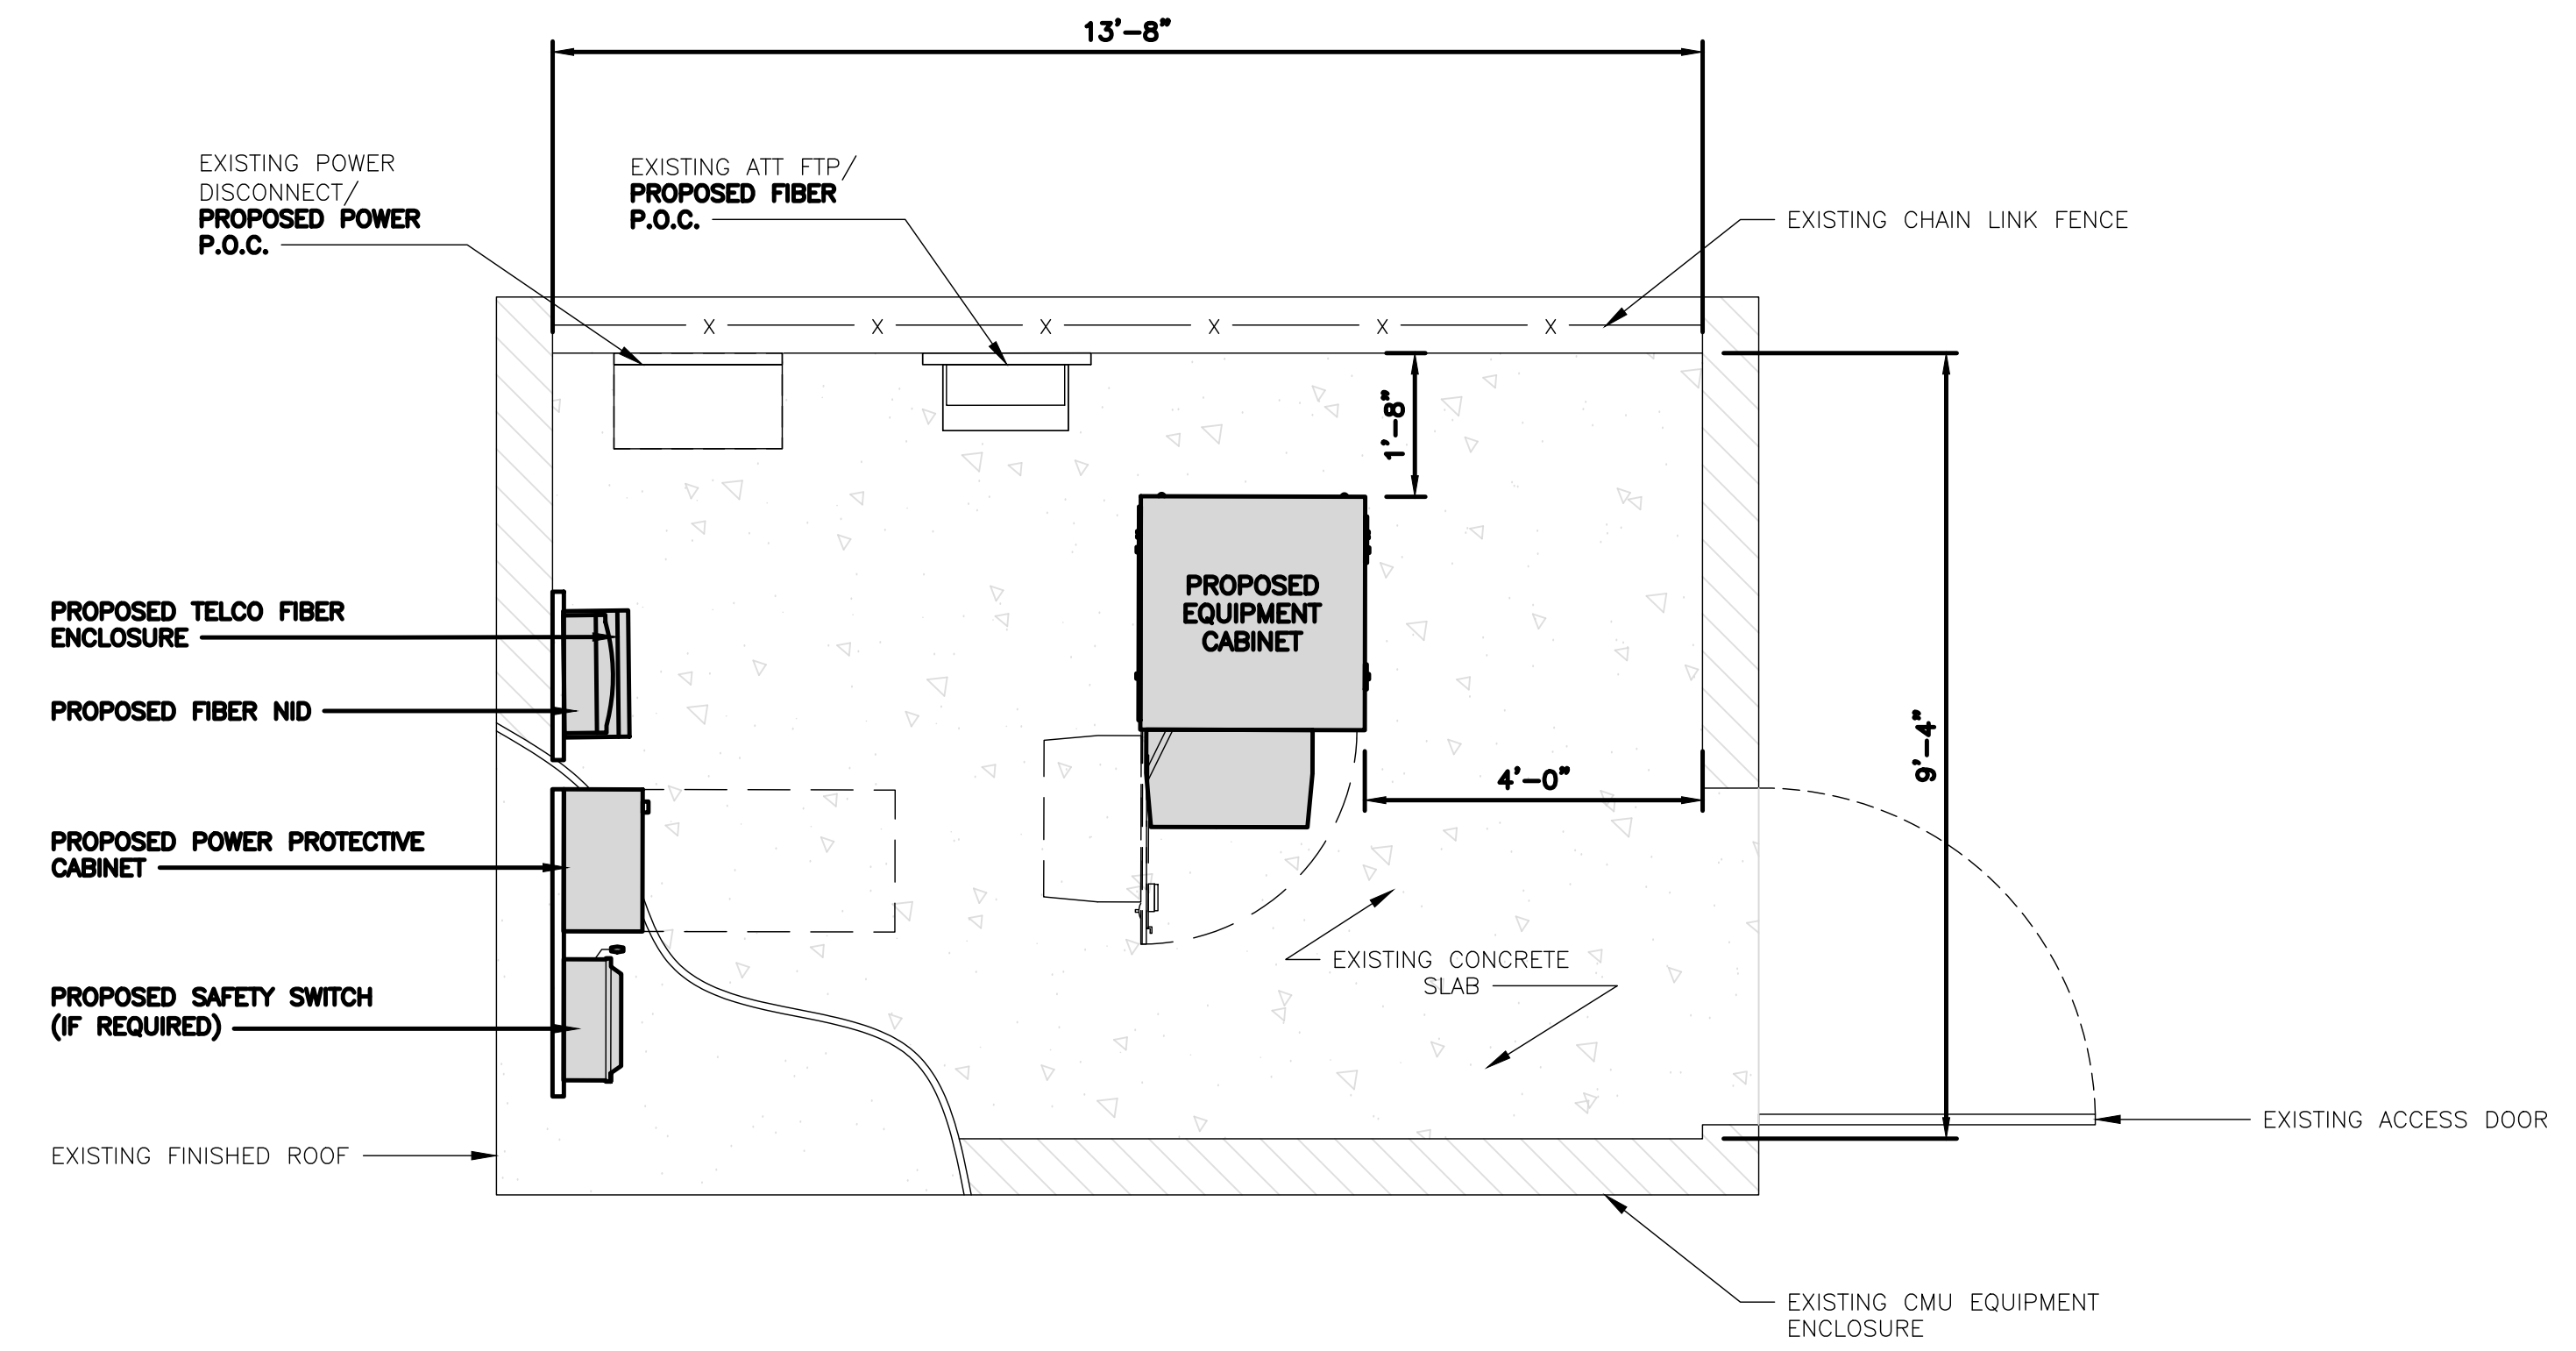 13'-8"
EXISTING POWER
DISCONNECT/
PROPOSED POWER
P.O.C.
EXISTING ATT FTP/
PROPOSED FIBER
P.O.C.
EXISTING CHAIN LINK FENCE
X X X X X X
1'-8"
PROPOSED
EQUIPMENT
CABINET
PROPOSED TELCO FIBER
ENCLOSURE
PROPOSED FIBER NID
4'-0"
9'-4"
PROPOSED POWER PROTECTIVE
CABINET
EXISTING CONCRETE
SLAB
PROPOSED SAFETY SWITCH
(IF REQUIRED)
EXISTING ACCESS DOOR
EXISTING FINISHED ROOF
EXISTING CMU EQUIPMENT
ENCLOSURE